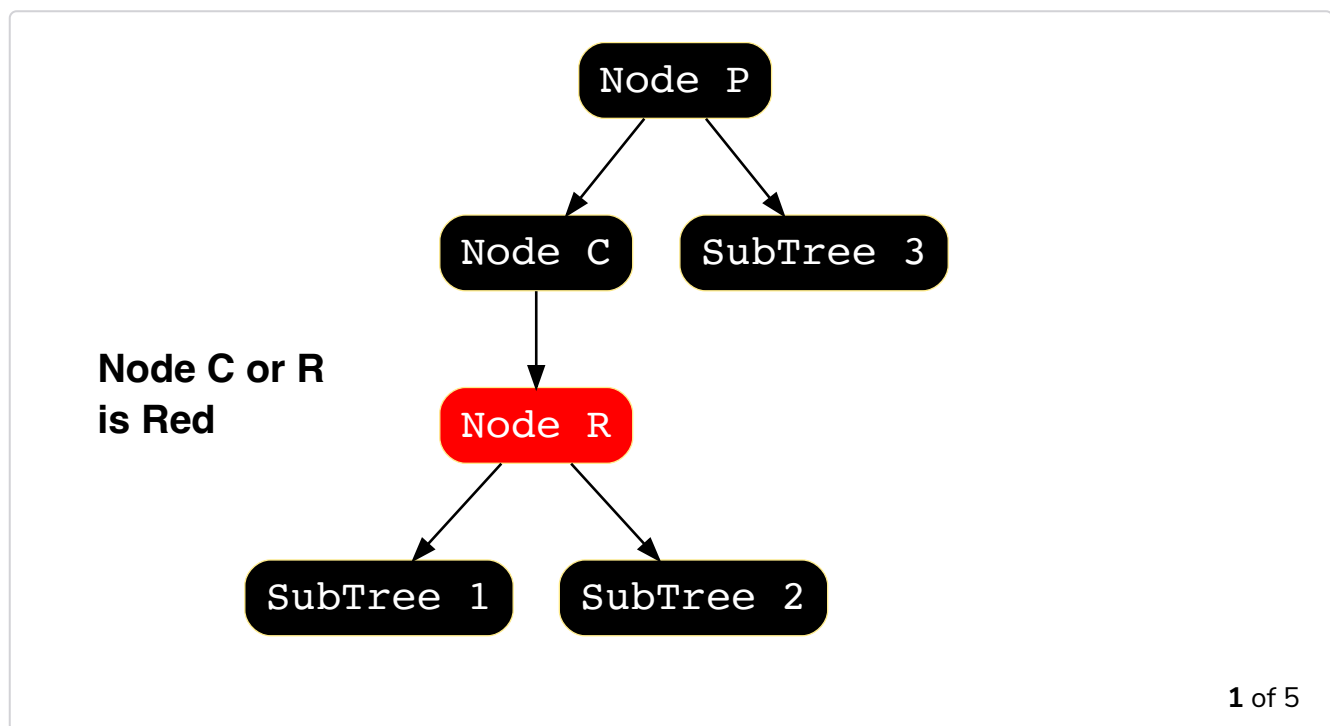 Node P
Node C
SubTree 3
Node C or R
is Red
Node R
SubTree 1
SubTree 2
1 of 5